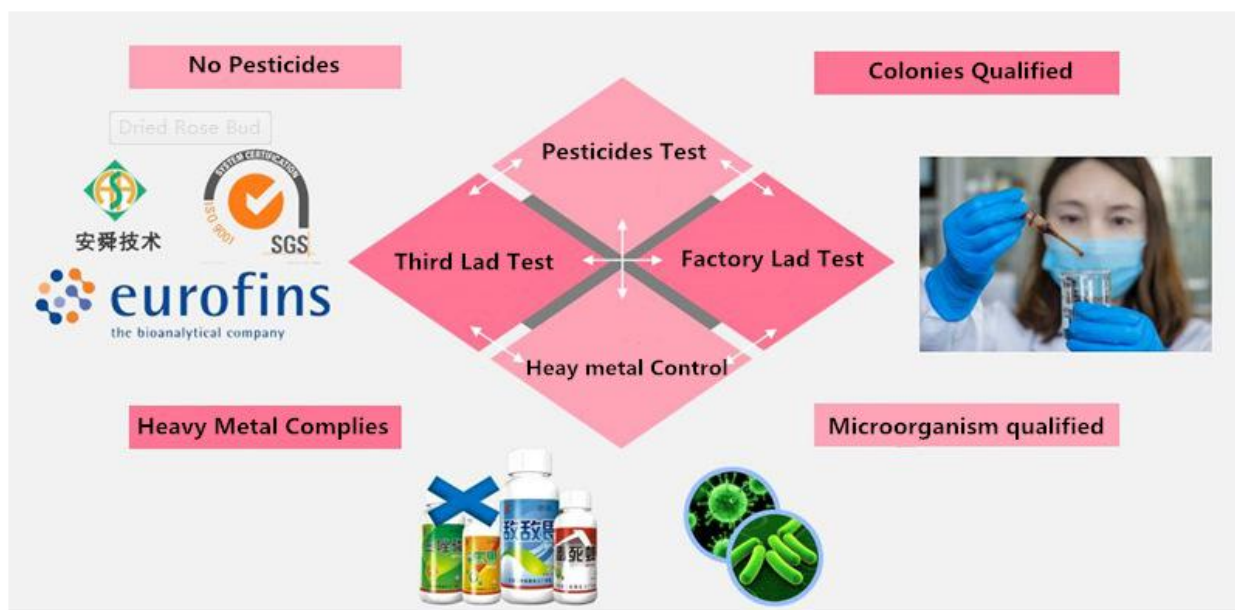 No Pesticides
Colonies Qualified
Dried Rose Bud
Pesticides Test
SYSTEM CERTIFICATION
ISO 9001
SGS
安舜技术
Third Lad Test
Factory Lad Test
eurofins
the bioanalytical company
Heay metal Control
Heavy Metal Complies
Microorganism qualified
敌敌畏